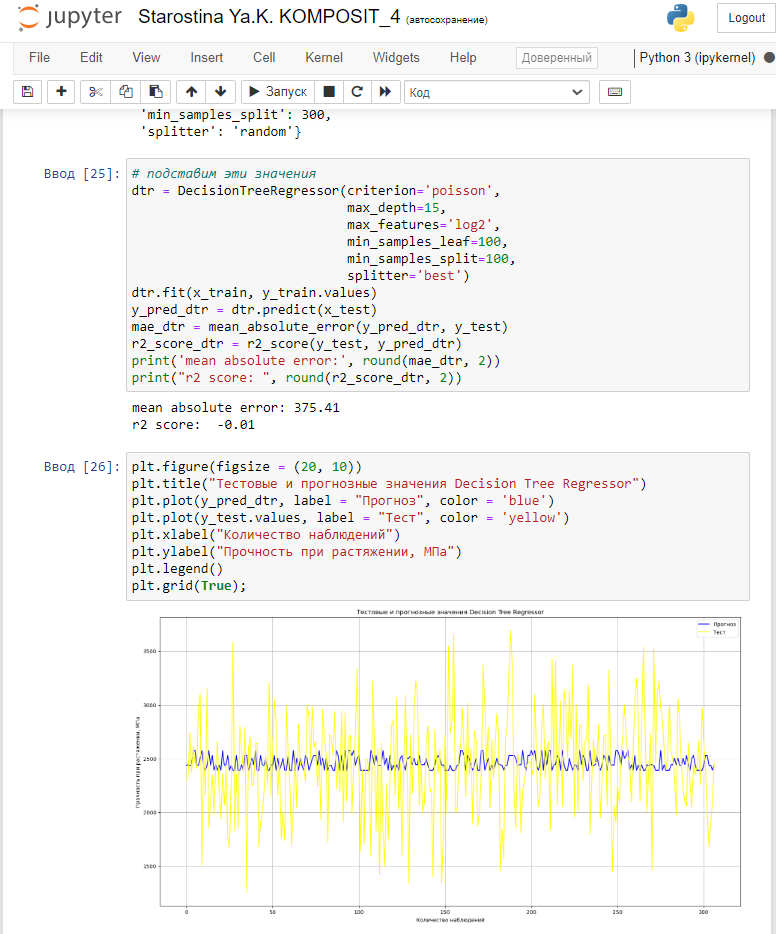 jupyter Starostina Ya.K. KOMPOSIT_4 (автосохранение)
Logout
File Edit View Insert Cell Kernel Widgets Help Доверенный Python 3 (ipykernel)
Запуск Код
'min_samples_split': 300,
'splitter': 'random'}
Ввод [25]:
# подставим эти значения
dtr = DecisionTreeRegressor(criterion='poisson',
max_depth=15,
max_features='log2',
min_samples_leaf=100,
min_samples_split=100,
splitter='best')
dtr.fit(x_train, y_train.values)
y_pred_dtr = dtr.predict(x_test)
mae_dtr = mean_absolute_error(y_pred_dtr, y_test)
r2_score_dtr = r2_score(y_test, y_pred_dtr)
print('mean absolute error:', round(mae_dtr, 2))
print("r2 score: ", round(r2_score_dtr, 2))
mean absolute error: 375.41
r2 score:  -0.01
Ввод [26]:
plt.figure(figsize = (20, 10))
plt.title("Тестовые и прогнозные значения Decision Tree Regressor")
plt.plot(y_pred_dtr, label = "Прогноз", color = 'blue')
plt.plot(y_test.values, label = "Тест", color = 'yellow')
plt.xlabel("Количество наблюдений")
plt.ylabel("Прочность при растяжении, МПа")
plt.legend()
plt.grid(True);
Тестовые и прогнозные значения Decision Tree Regressor
Прогноз
Тест
3500
3000
2500
2000
1500
Прочность при растяжении, МПа
0 50 100 150 200 250 300
Количество наблюдений